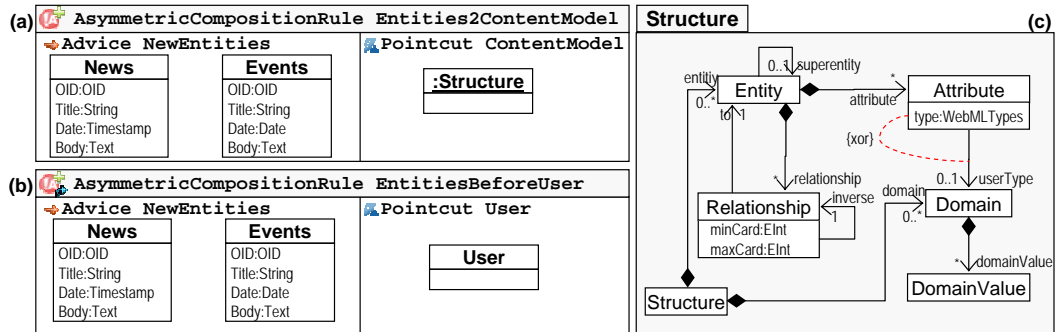 (a) AsymmetricCompositionRule Entities2ContentModel
Advice NewEntities
News
OID:OID
Title:String
Date:Timestamp
Body:Text
Events
OID:OID
Title:String
Date:Date
Body:Text
Pointcut ContentModel
:Structure
(b) AsymmetricCompositionRule EntitiesBeforeUser
Advice NewEntities
News
OID:OID
Title:String
Date:Timestamp
Body:Text
Events
OID:OID
Title:String
Date:Date
Body:Text
Pointcut User
User
Structure
(c)
0..1 superentity
entitiy
0..*
Entity
*
attribute
Attribute
type:WebMLTypes
to 1
{xor}
* relationship
0..1 userType
Relationship
minCard:EInt
maxCard:EInt
inverse
1
domain
0..*
Domain
* domainValue
Structure
DomainValue